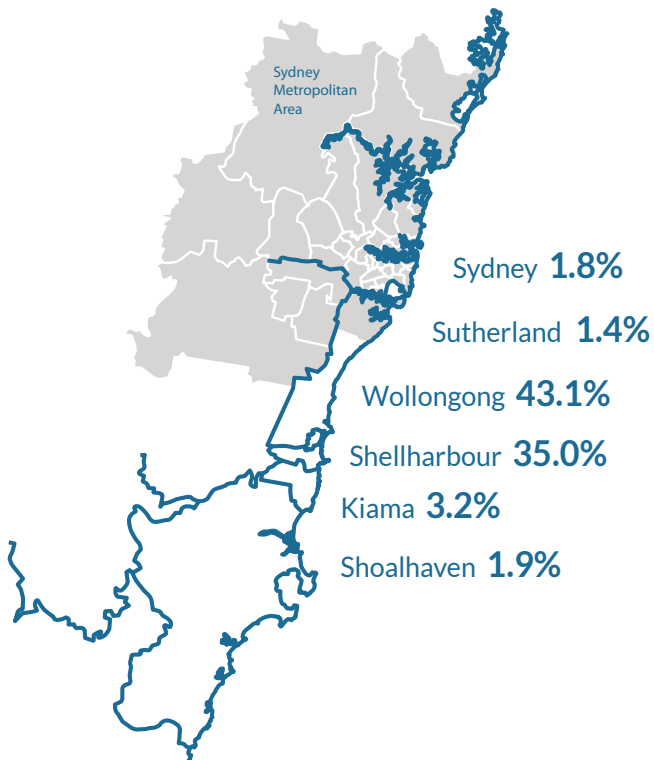 Sydney
Metropolitan
Area
Sydney 1.8%
Sutherland 1.4%
Wollongong 43.1%
Shellharbour 35.0%
Kiama 3.2%
Shoalhaven 1.9%